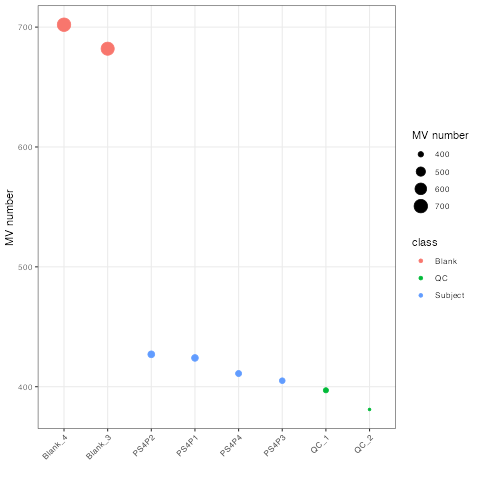 MV number
700
600
500
400
Blank_4
Blank_3
PS4P2
PS4P1
PS4P4
PS4P3
QC_1
QC_2
MV number
400
500
600
700
class
Blank
QC
Subject